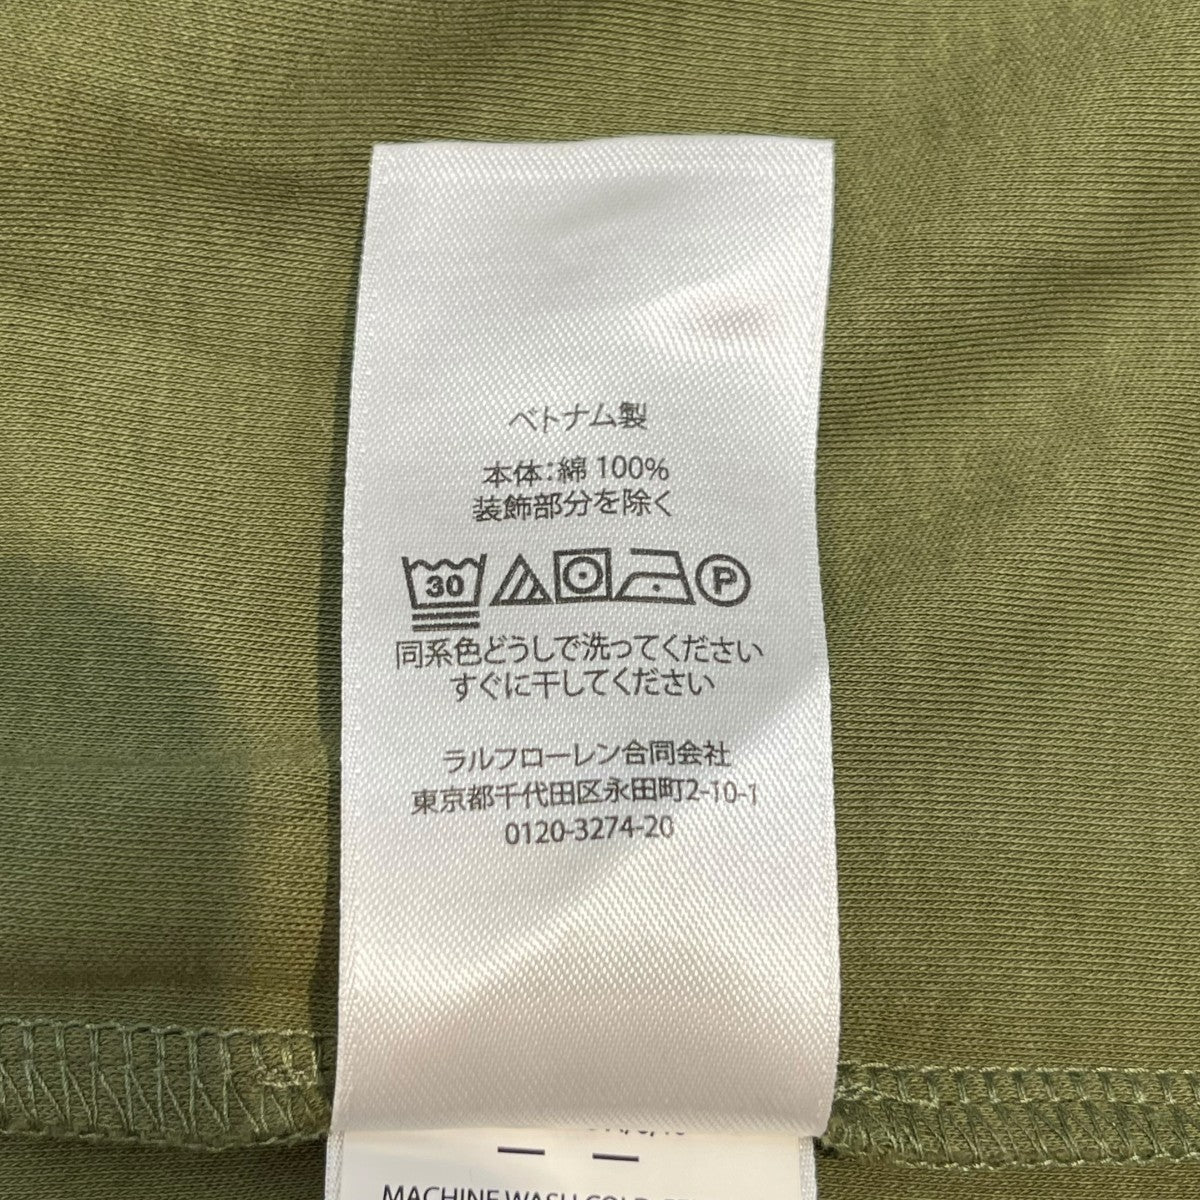 ベトナム製
本体:綿 100%
装飾部分を除く
30 P
同系色どうしで洗ってください
すぐに干してください
ラルフローレン合同会社
東京都千代田区永田町2-10-1
0120-3274-20
MACHINE WASH COLD